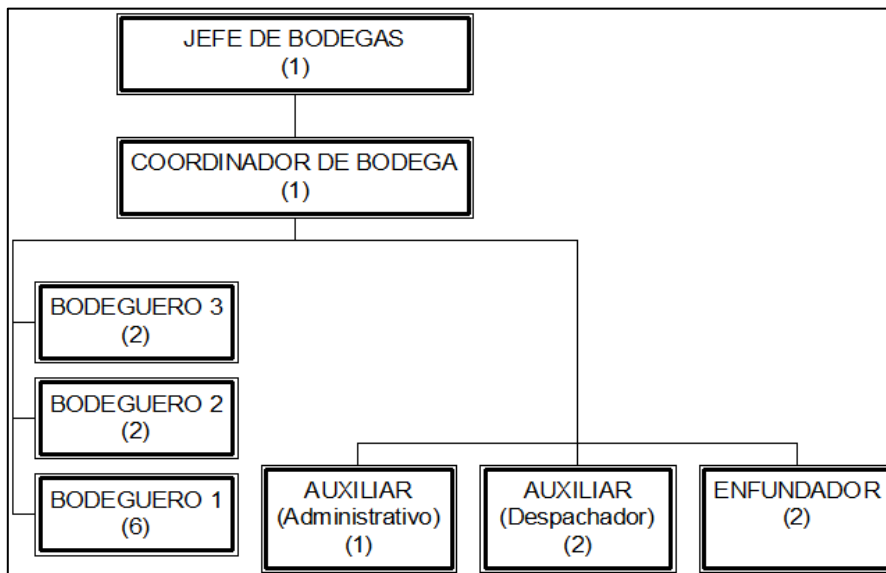 JEFE DE BODEGAS
(1)
COORDINADOR DE BODEGA
(1)
BODEGUERO 3
(2)
BODEGUERO 2
(2)
BODEGUERO 1
(6)
AUXILIAR
(Administrativo)
(1)
AUXILIAR
(Despachador)
(2)
ENFUNDADOR
(2)